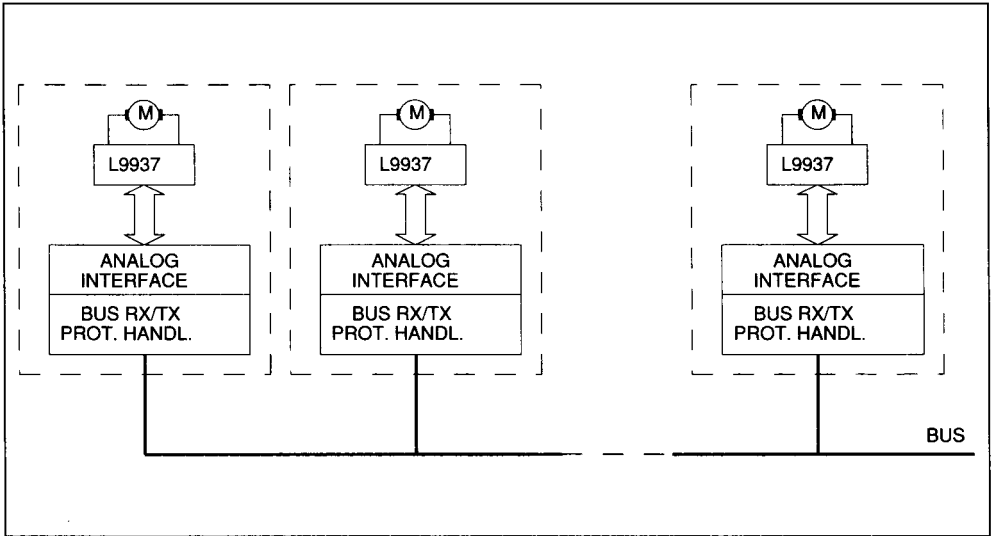 M
L9937
ANALOG
INTERFACE
BUS RX/TX
PROT. HANDL.
M
L9937
ANALOG
INTERFACE
BUS RX/TX
PROT. HANDL.
M
L9937
ANALOG
INTERFACE
BUS RX/TX
PROT. HANDL.
BUS